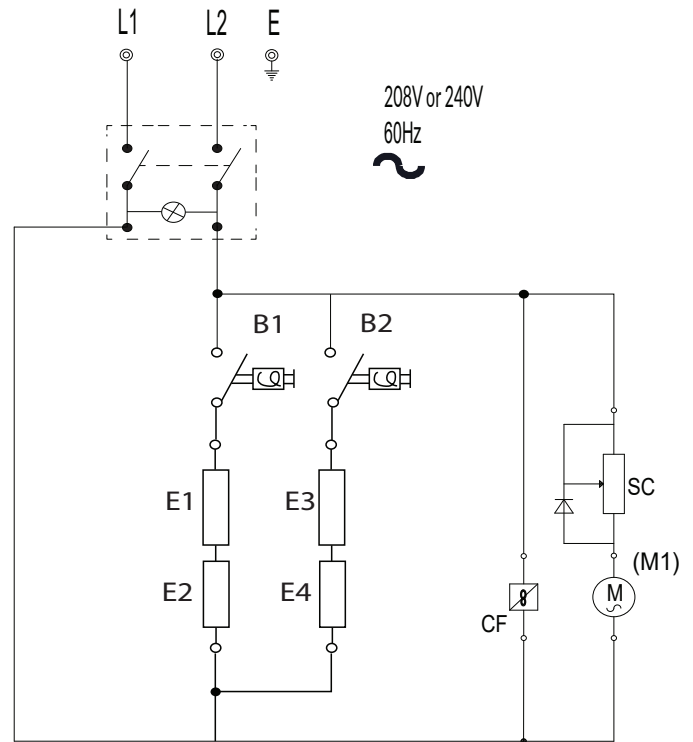 L1 L2 E
208V or 240V
60Hz
B1 B2
E1 E3
SC
E2 E4
(M1)
M
CF